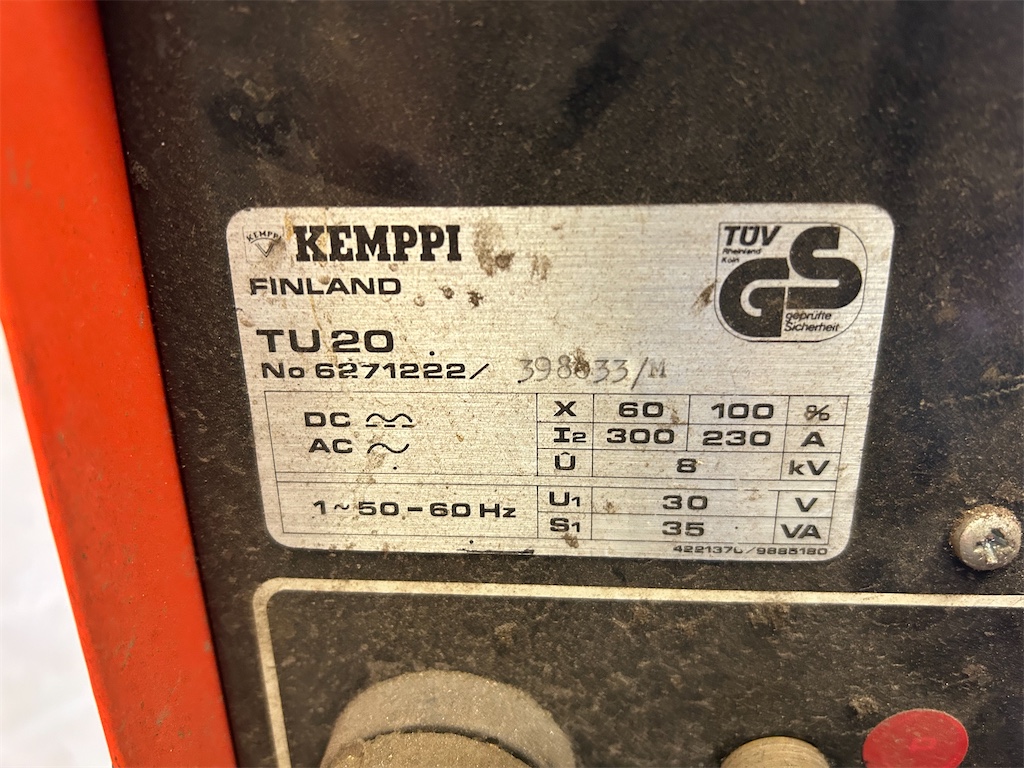 KEMPPI KEMPPI
FINLAND
TÜV
Rheinland
Köln
GS
geprüfte
Sicherheit
TU 20
No 6271222/
DC
AC ~
X 60 100 %
I2 300 230 A
Û 8 kV
1 ~ 50 - 60 Hz
U1 30 V
S1 35 VA